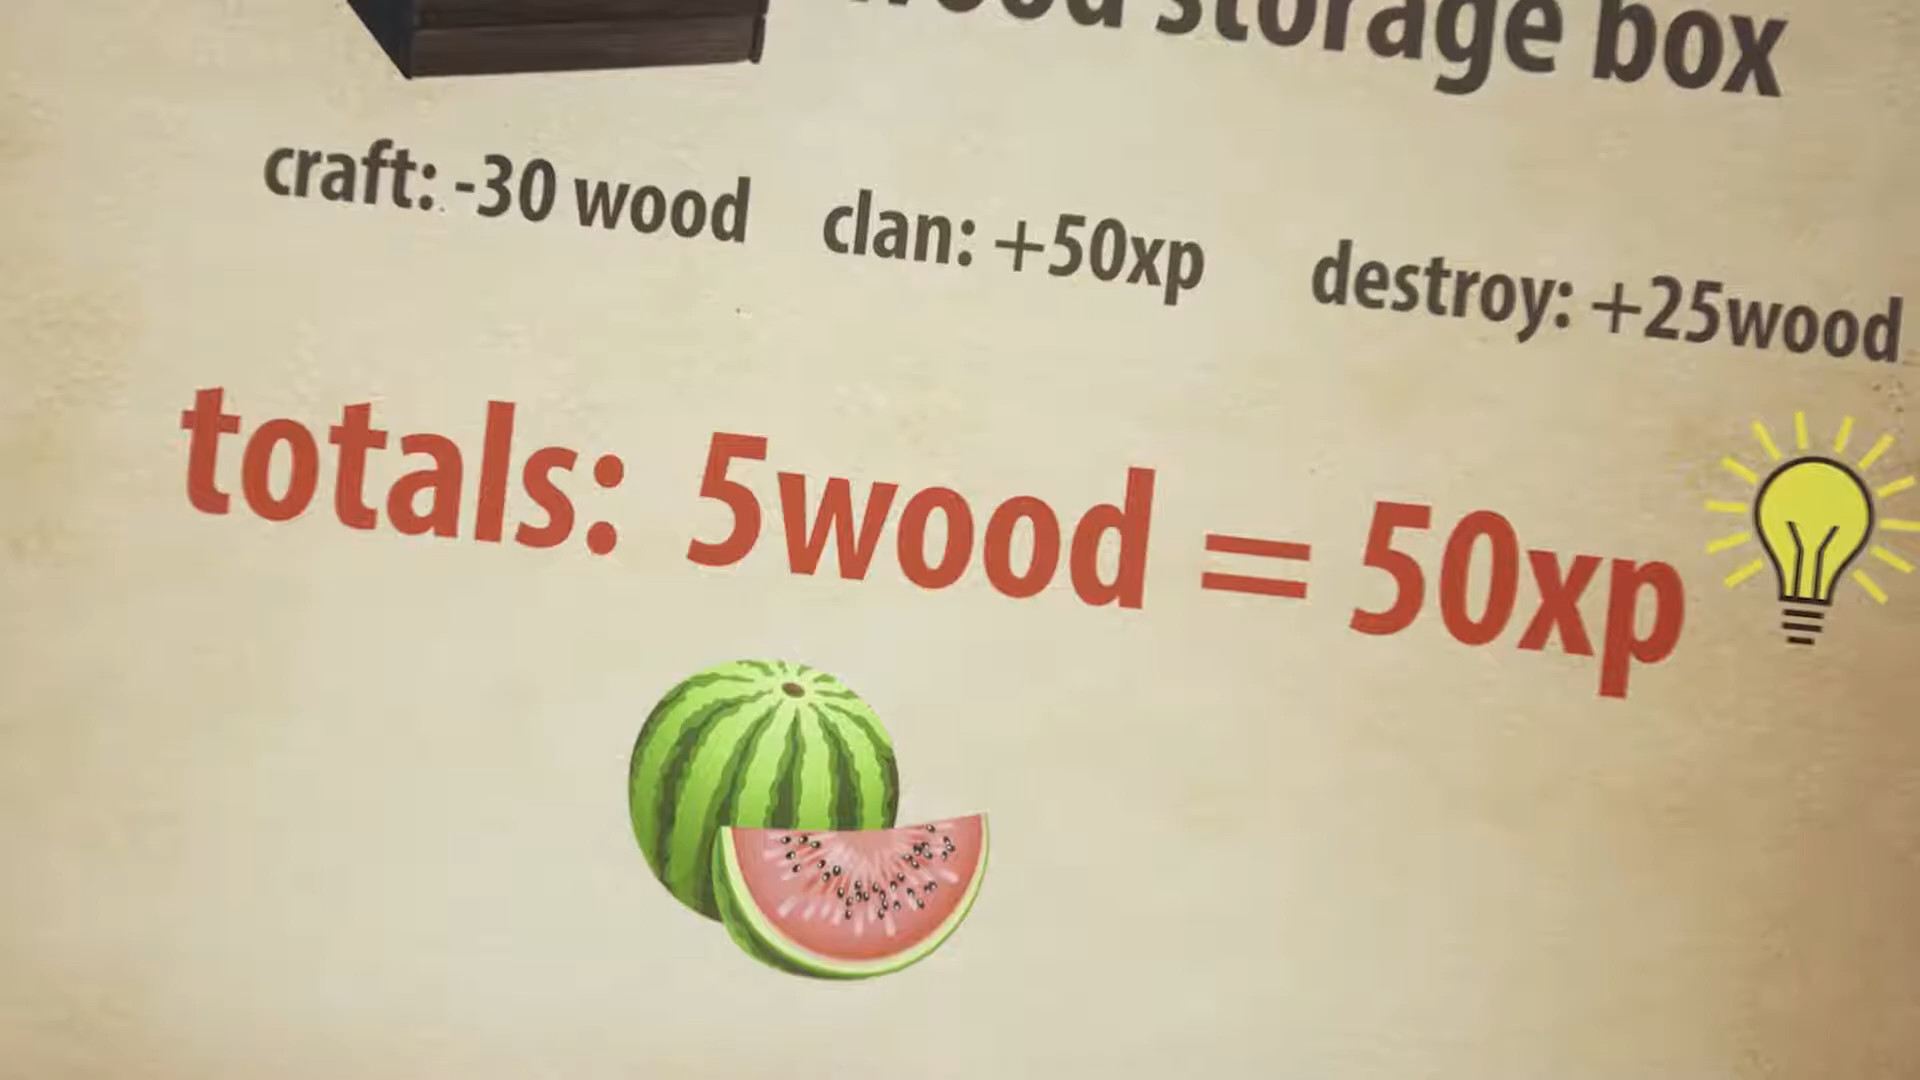 storage box
craft: -30 wood clan: +50xp destroy: +25wood
totals: 5wood = 50xp